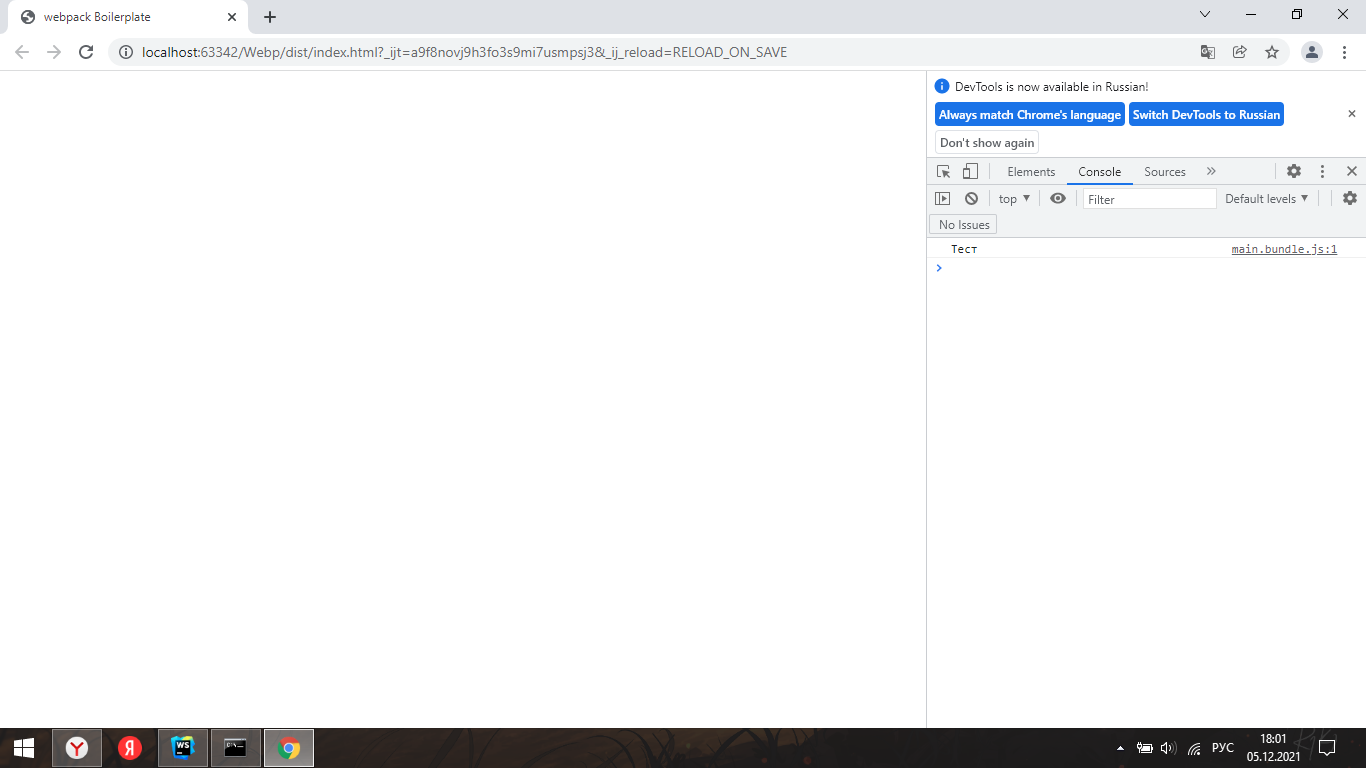 webpack Boilerplate
localhost:63342/Webp/dist/index.html?_ijt=a9f8novj9h3fo3s9mi7usmpsj3&_ij_reload=RELOAD_ON_SAVE
DevTools is now available in Russian!
Always match Chrome's language Switch DevTools to Russian
Don't show again
Elements Console Sources
top Filter Default levels
No Issues
Тест main.bundle.js:1
РУС 18:01
05.12.2021